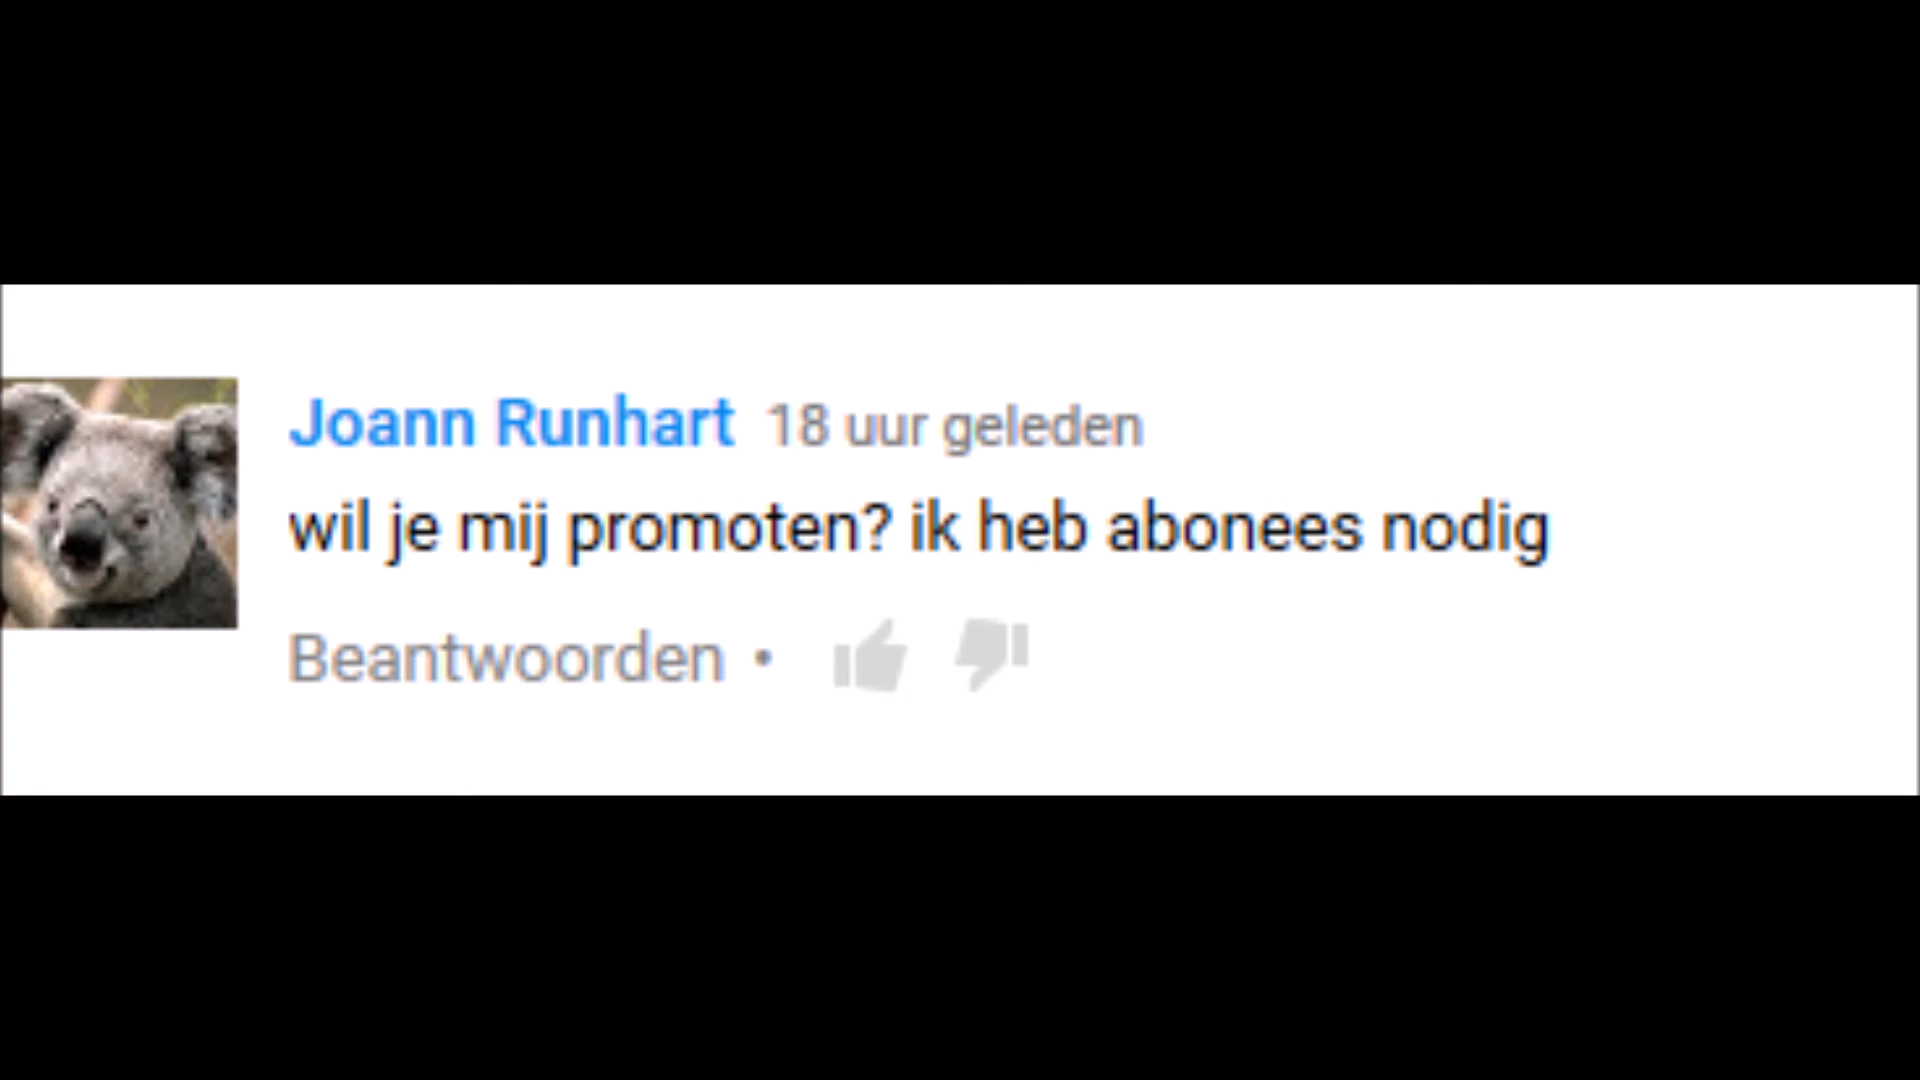 Joann Runhart 18 uur geleden
wil je mij promoten? ik heb abonees nodig
Beantwoorden •